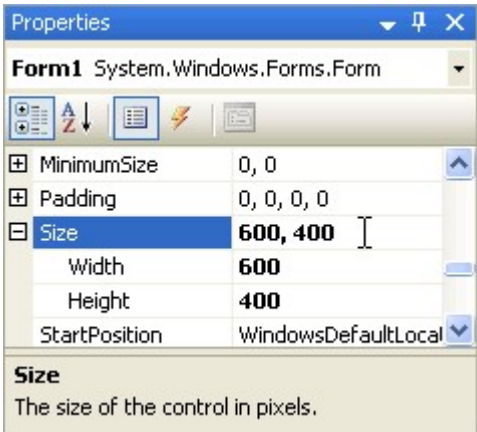 Properties
Form1 System.Windows.Forms.Form
MinimumSize 0, 0
Padding 0, 0, 0, 0
Size 600, 400
Width 600
Height 400
StartPosition WindowsDefaultLocat
Size
The size of the control in pixels.